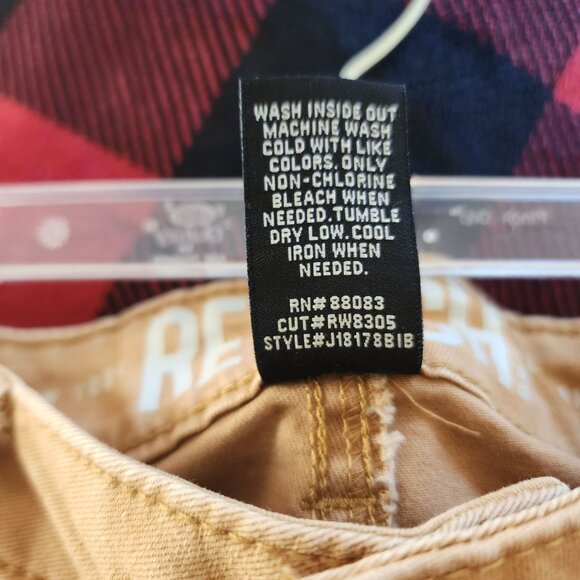 WASH INSIDE OUT
MACHINE WASH
COLD WITH LIKE
COLORS. ONLY
NON-CHLORINE
BLEACH WHEN
NEEDED. TUMBLE
DRY LOW. COOL
IRON WHEN
NEEDED.
RN# 88083
CUT#RW8305
STYLE#J18178BIB